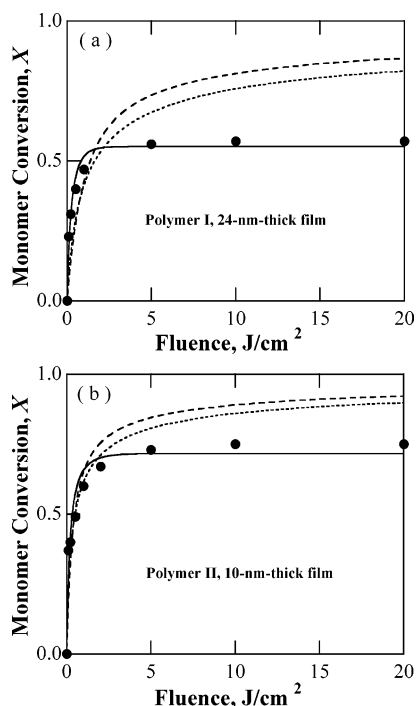 ( a )
1.0
0.5
0.0
Monomer Conversion, X
Polymer I, 24-nm-thick film
0 5 10 15 20
Fluence, J/cm 2
( b )
1.0
0.5
0.0
Monomer Conversion, X
Polymer II, 10-nm-thick film
0 5 10 15 20
Fluence, J/cm 2